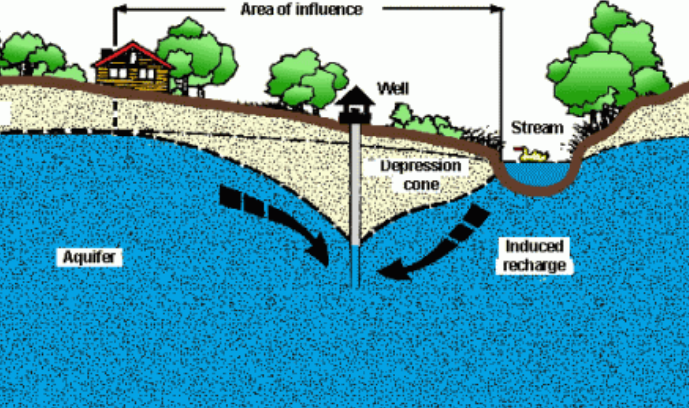 Area of influence
Well
Stream
Depression
cone
Aquifer
Induced
recharge